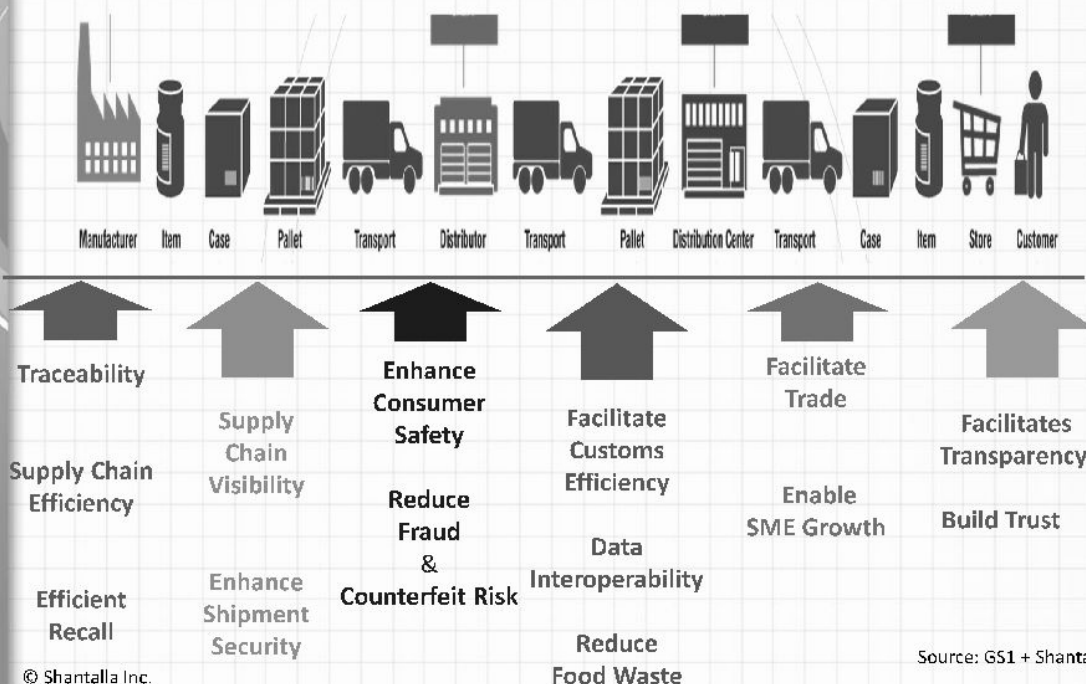 Manufacturer Item Case Pallet Transport Distributor Transport Pallet Distribution Center Transport Case Item Store Customer
Traceability
Supply Chain
Efficiency
Efficient
Recall
Supply
Chain
Visibility
Enhance
Shipment
Security
Enhance
Consumer
Safety
Reduce
Fraud
&
Counterfeit Risk
Facilitate
Customs
Efficiency
Data
Interoperability
Reduce
Food Waste
Facilitate
Trade
Enable
SME Growth
Facilitates
Transparency
Build Trust
© Shantalla Inc.
Source: GS1 +